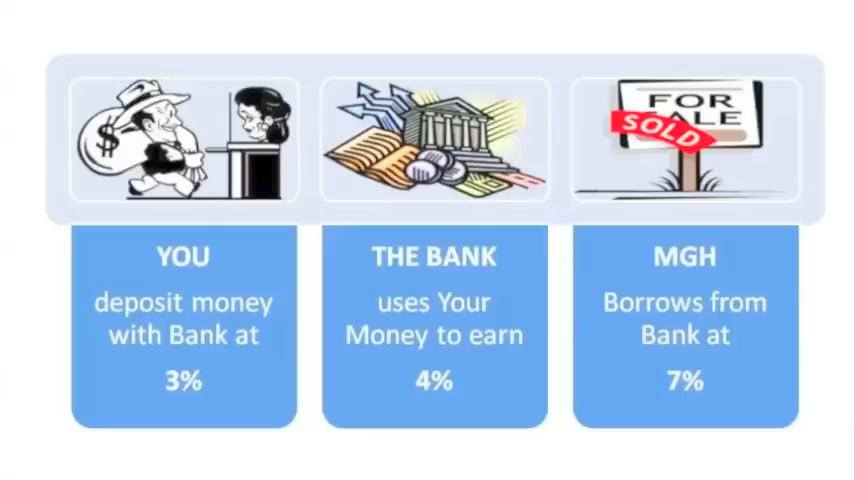 $
FOR
SALE
SOLD
YOU
deposit money
with Bank at
3%
THE BANK
uses Your
Money to earn
4%
MGH
Borrows from
Bank at
7%